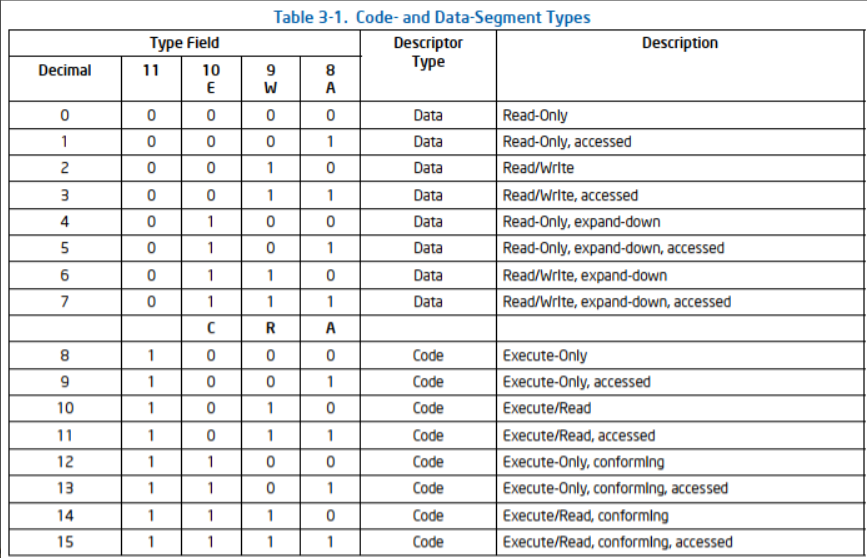 Table 3-1. Code- and Data-Segment Types
Type Field Descriptor Type Description
Decimal 11 10 E 9 W 8 A
0 0 0 0 0 Data Read-Only
1 0 0 0 1 Data Read-Only, accessed
2 0 0 1 0 Data Read/Write
3 0 0 1 1 Data Read/Write, accessed
4 0 1 0 0 Data Read-Only, expand-down
5 0 1 0 1 Data Read-Only, expand-down, accessed
6 0 1 1 0 Data Read/Write, expand-down
7 0 1 1 1 Data Read/Write, expand-down, accessed
C R A
8 1 0 0 0 Code Execute-Only
9 1 0 0 1 Code Execute-Only, accessed
10 1 0 1 0 Code Execute/Read
11 1 0 1 1 Code Execute/Read, accessed
12 1 1 0 0 Code Execute-Only, conforming
13 1 1 0 1 Code Execute-Only, conforming, accessed
14 1 1 1 0 Code Execute/Read, conforming
15 1 1 1 1 Code Execute/Read, conforming, accessed